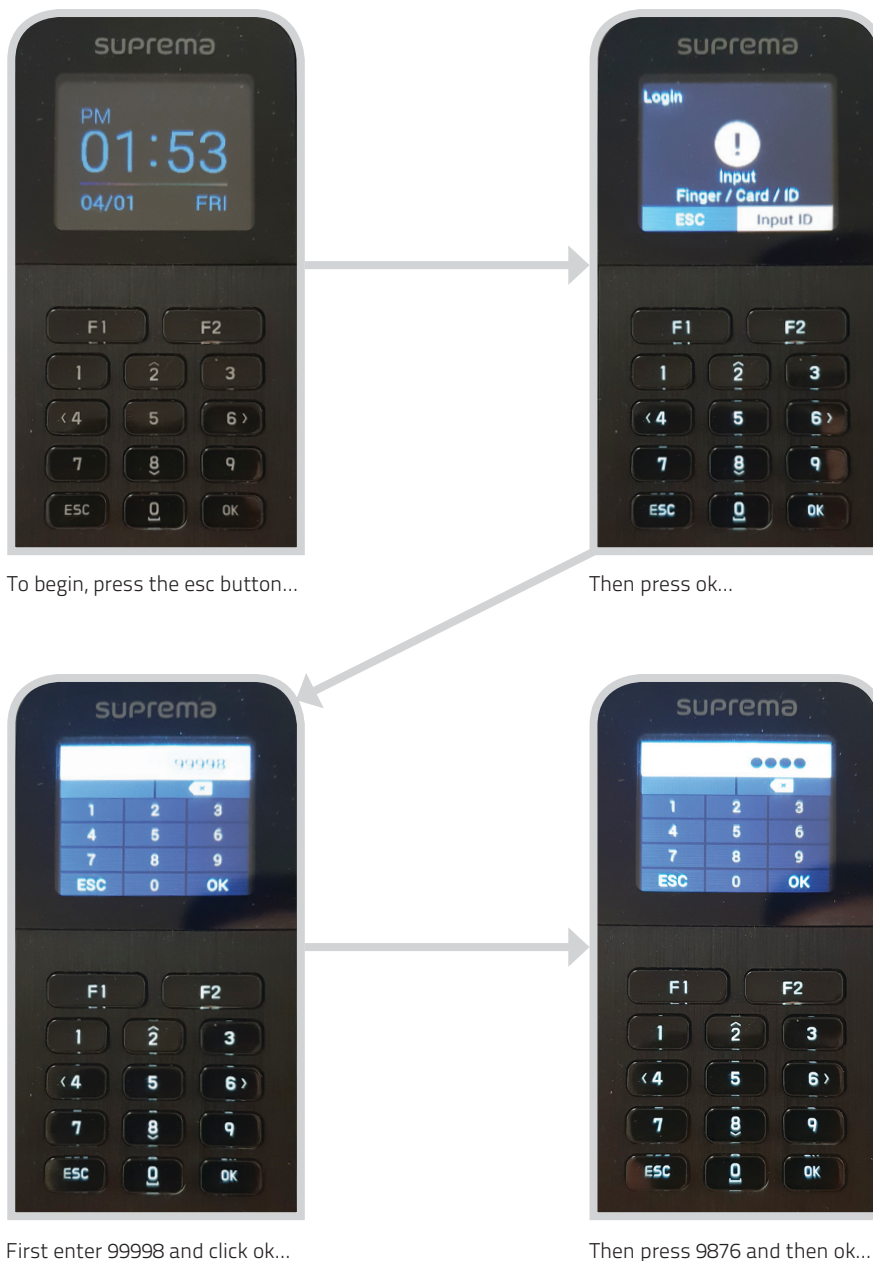 suprema
PM
01:53
04/01 FRI
F1 F2
1 2 3
4 5 6
7 8 9
ESC 0 OK
To begin, press the esc button...
suprema
Login
!
Input
Finger / Card / ID
ESC Input ID
F1 F2
1 2 3
4 5 6
7 8 9
ESC 0 OK
Then press ok...
suprema
99998
1 2 3
4 5 6
7 8 9
ESC 0 OK
F1 F2
1 2 3
4 5 6
7 8 9
ESC 0 OK
First enter 99998 and click ok...
suprema
1 2 3
4 5 6
7 8 9
ESC 0 OK
F1 F2
1 2 3
4 5 6
7 8 9
ESC 0 OK
Then press 9876 and then ok...